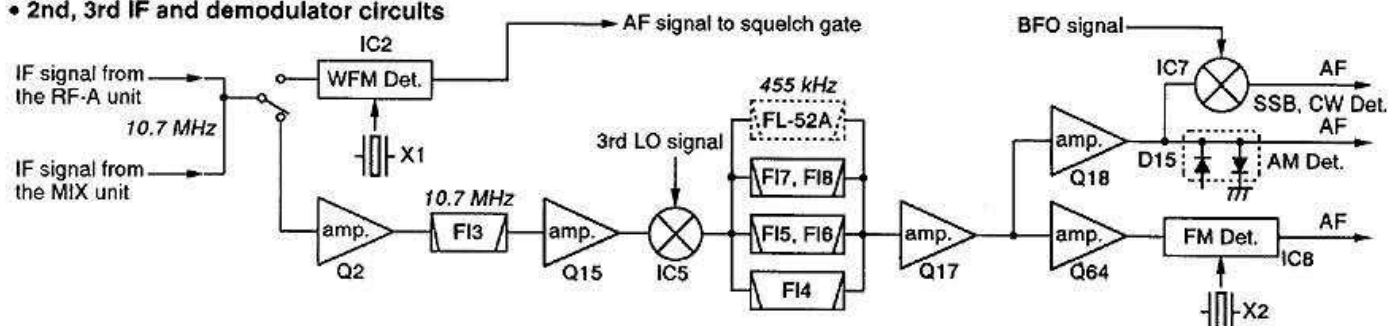 • 2nd, 3rd IF and demodulator circuits
IC2
WFM Det.
AF signal to squelch gate
IF signal from
the RF-A unit
10.7 MHz
IF signal from
the MIX unit
X1
amp.
Q2
10.7 MHz
FI3
amp.
Q15
3rd LO signal
IC5
455 kHz
FL-52A
FI7, FI8
FI5, FI6
FI4
amp.
Q17
BFO signal
IC7
AF
SSB, CW Det.
amp.
Q18
D15
AF
AM Det.
amp.
Q64
FM Det.
IC8
AF
X2